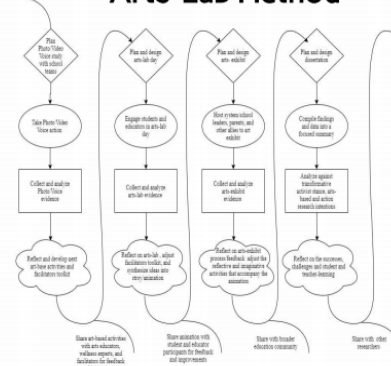 Arts-Lab Method
Plan
Photo Video
Voice study
with school
teams
Take Photo Video
Voice action
Collect and analyze
Photo Voice
evidence
Reflect and develop next
art-base activities and
facilitators toolkit
Share art-based activities
with arts educators,
wellness experts, and
facilitators for feedback
Plan and design
arts-lab day
Engage students and
educators in arts-lab
day
Collect and analyze
arts-lab evidence
Reflect on arts-lab , adjust
facilitators toolkit, and
synthesize ideas into
story/animation
Share animation with
student and educator
participants for feedback
and improvements
Plan and design
arts- exhibit
Host system school
leaders, parents, and
other allies to art
exhibit
Collect and analyze
arts-exhibit
evidence
Reflect on arts-exhibit
process feedback adjust the
reflective and imaginative
activities that accompany the
animation
Share with broader
education community
Plan and design
dissertation
Compile findings
and data into a
focused summary
Analyze against
transformative
activist stance, arts-
based and action
research intentions
Reflect on the successes,
challenges and student and
teacher-learning
Share with other
researchers